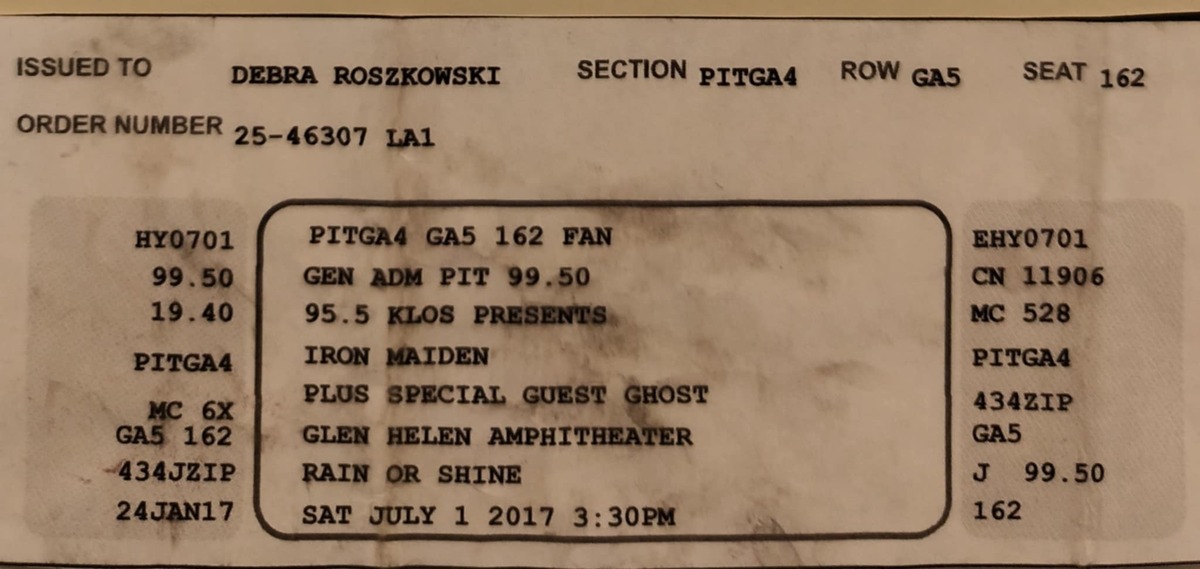 ISSUED TO DEBRA ROSZKOWSKI SECTION PITGA4 ROW GA5 SEAT 162
ORDER NUMBER 25-46307 LA1
HY0701
99.50
19.40
PITGA4
MC 6X
GA5 162
434JZIP
24JAN17
PITGA4 GA5 162 FAN
GEN ADM PIT 99.50
95.5 KLOS PRESENTS
IRON MAIDEN
PLUS SPECIAL GUEST GHOST
GLEN HELEN AMPHITHEATER
RAIN OR SHINE
SAT JULY 1 2017 3:30PM
EHY0701
CN 11906
MC 528
PITGA4
434ZIP
GA5
J 99.50
162